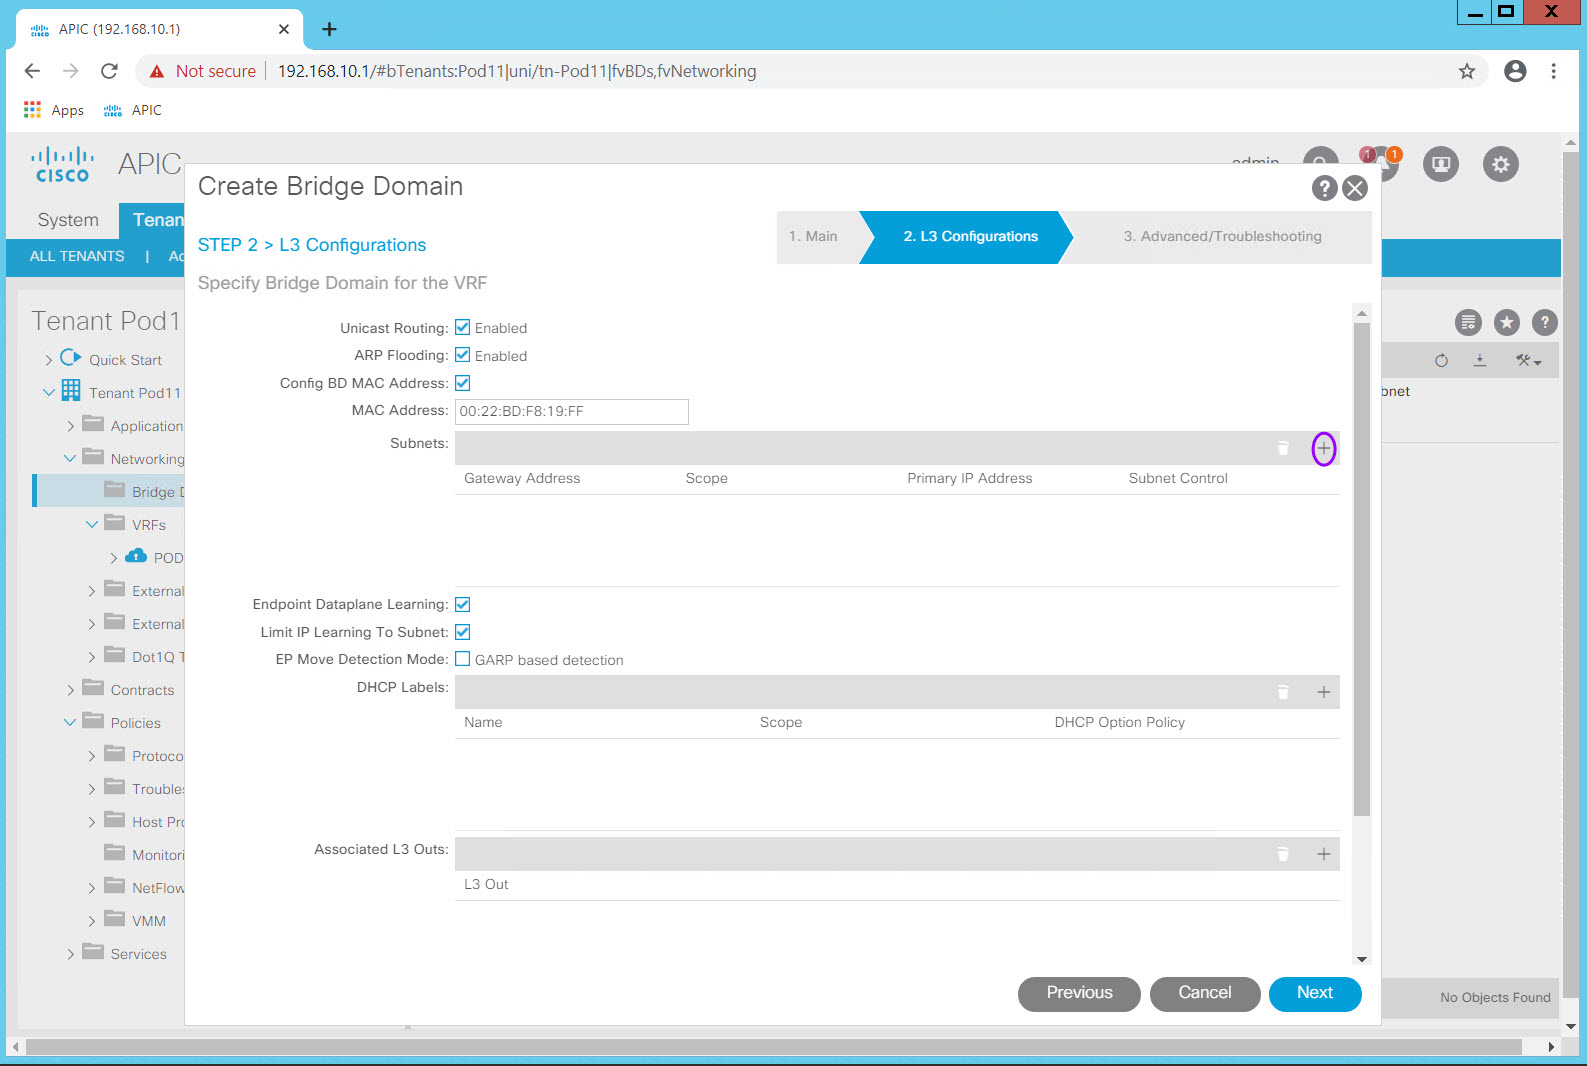 APIC (192.168.10.1)
Not secure | 192.168.10.1/#bTenants:Pod11|uni/tn-Pod11|fvBDs,fvNetworking
Apps
CISCO
APIC
CISCO
APIC
admin
1
1
System
Tenan
ALL TENANTS |
Create Bridge Domain
STEP 2 > L3 Configurations
1. Main
2. L3 Configurations
3. Advanced/Troubleshooting
Specify Bridge Domain for the VRF
Unicast Routing: Enabled
ARP Flooding: Enabled
Config BD MAC Address:
MAC Address: 00:22:BD:F8:19:FF
Subnets:
Gateway Address Scope Primary IP Address Subnet Control
Endpoint Dataplane Learning:
Limit IP Learning To Subnet:
EP Move Detection Mode: GARP based detection
DHCP Labels:
Name Scope DHCP Option Policy
Associated L3 Outs:
L3 Out
Previous
Cancel
Next
Tenant Pod1
Quick Start
Tenant Pod11
Application
Networking
Bridge D
VRFs
POD
External
External
Dot1Q T
Contracts
Policies
Protoco
Troubles
Host Pro
Monitori
NetFlow
VMM
Services
bnet
No Objects Found